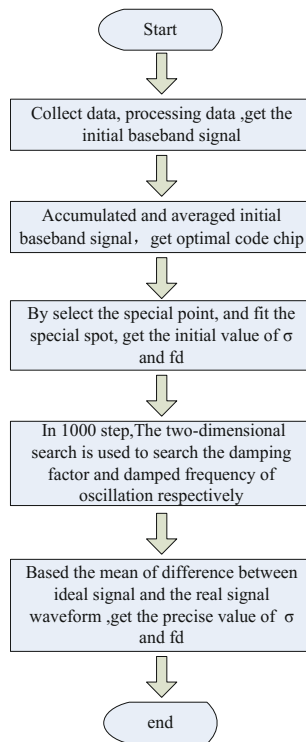 Start
Collect data, processing data ,get the
initial baseband signal
Accumulated and averaged initial
baseband signal，get optimal code chip
By select the special point, and fit the
special spot, get the initial value of σ
and fd
In 1000 step,The two-dimensional
search is used to search the damping
factor and damped frequency of
oscillation respectively
Based the mean of difference between
ideal signal and the real signal
waveform ,get the precise value of σ
and fd
end